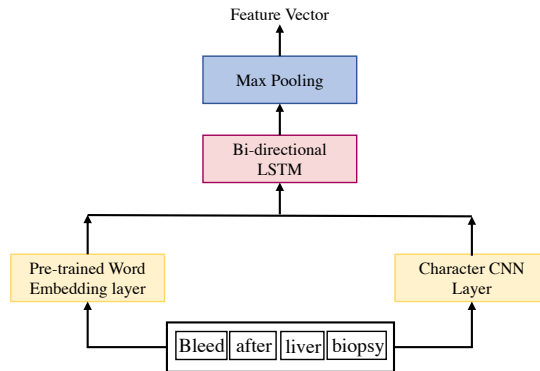 Feature Vector
Max Pooling
Bi-directional
LSTM
Pre-trained Word
Embedding layer
Character CNN
Layer
Bleed after liver biopsy